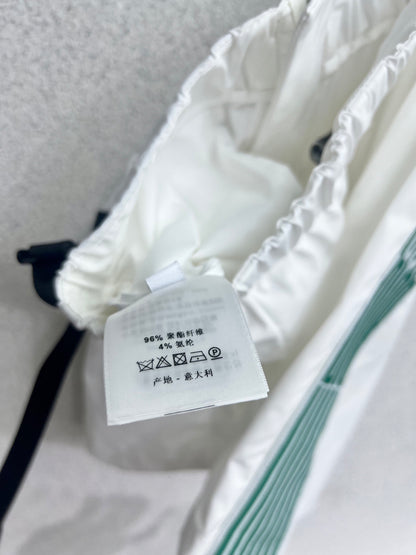 96% 聚酯纤维
4% 氨纶
产地 - 意大利